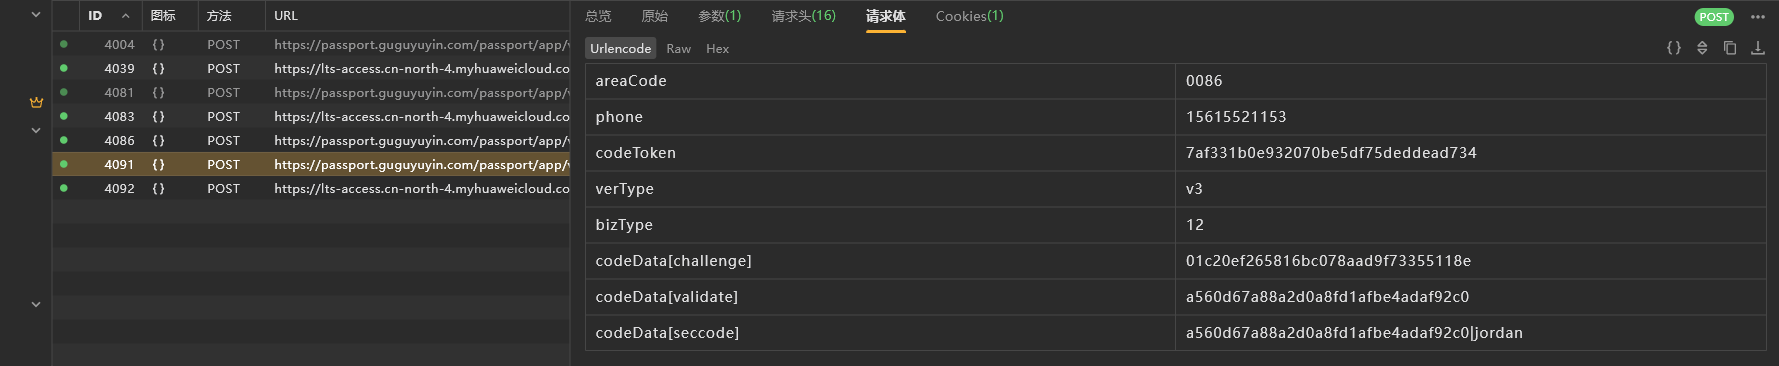 ID 图标 方法 URL
4004 {} POST https://passport.guguyuyin.com/passport/app/v
4039 {} POST https://lts-access.cn-north-4.myhuaweicloud.co
4081 {} POST https://passport.guguyuyin.com/passport/app/v
4083 {} POST https://lts-access.cn-north-4.myhuaweicloud.co
4086 {} POST https://passport.guguyuyin.com/passport/app/v
4091 {} POST https://passport.guguyuyin.com/passport/app/v
4092 {} POST https://lts-access.cn-north-4.myhuaweicloud.co
总览 原始 参数(1) 请求头(16) 请求体 Cookies(1) POST
Urlencode Raw Hex {}
areaCode 0086
phone 15615521153
codeToken 7af331b0e932070be5df75deddead734
verType v3
bizType 12
codeData[challenge] 01c20ef265816bc078aad9f73355118e
codeData[validate] a560d67a88a2d0a8fd1afbe4adaf92c0
codeData[seccode] a560d67a88a2d0a8fd1afbe4adaf92c0|jordan